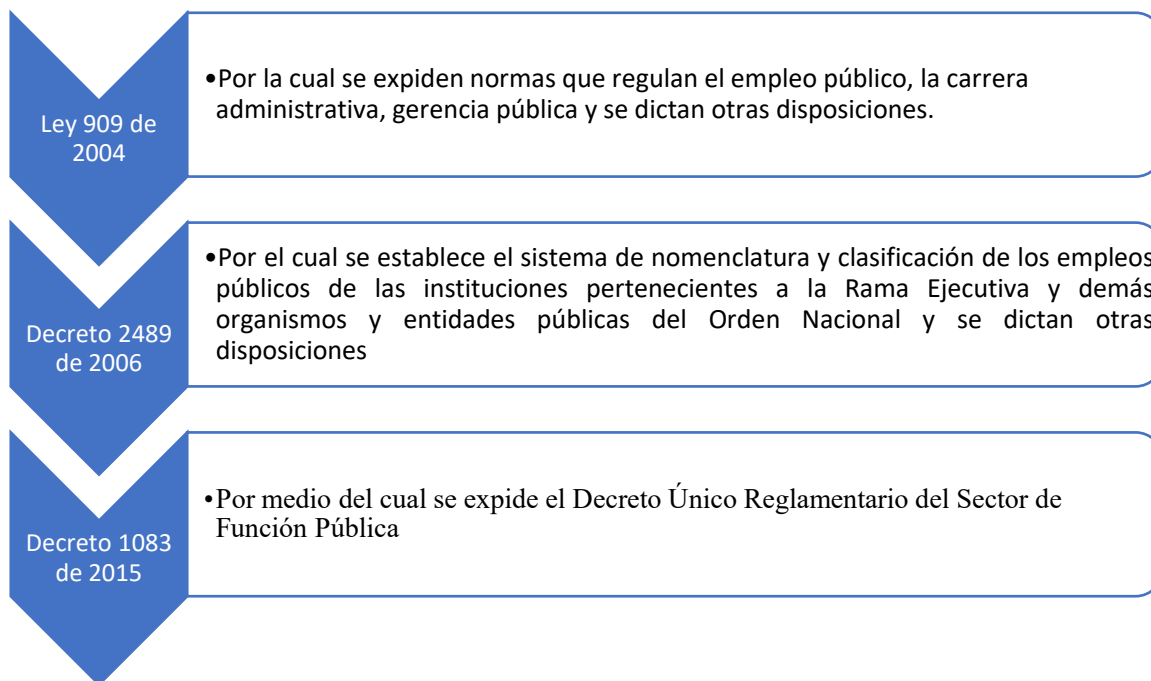 Ley 909 de
2004
•Por la cual se expiden normas que regulan el empleo público, la carrera
administrativa, gerencia pública y se dictan otras disposiciones.
Decreto 2489
de 2006
•Por el cual se establece el sistema de nomenclatura y clasificación de los empleos
públicos de las instituciones pertenecientes a la Rama Ejecutiva y demás
organismos y entidades públicas del Orden Nacional y se dictan otras
disposiciones
Decreto 1083
de 2015
•Por medio del cual se expide el Decreto Único Reglamentario del Sector de
Función Pública